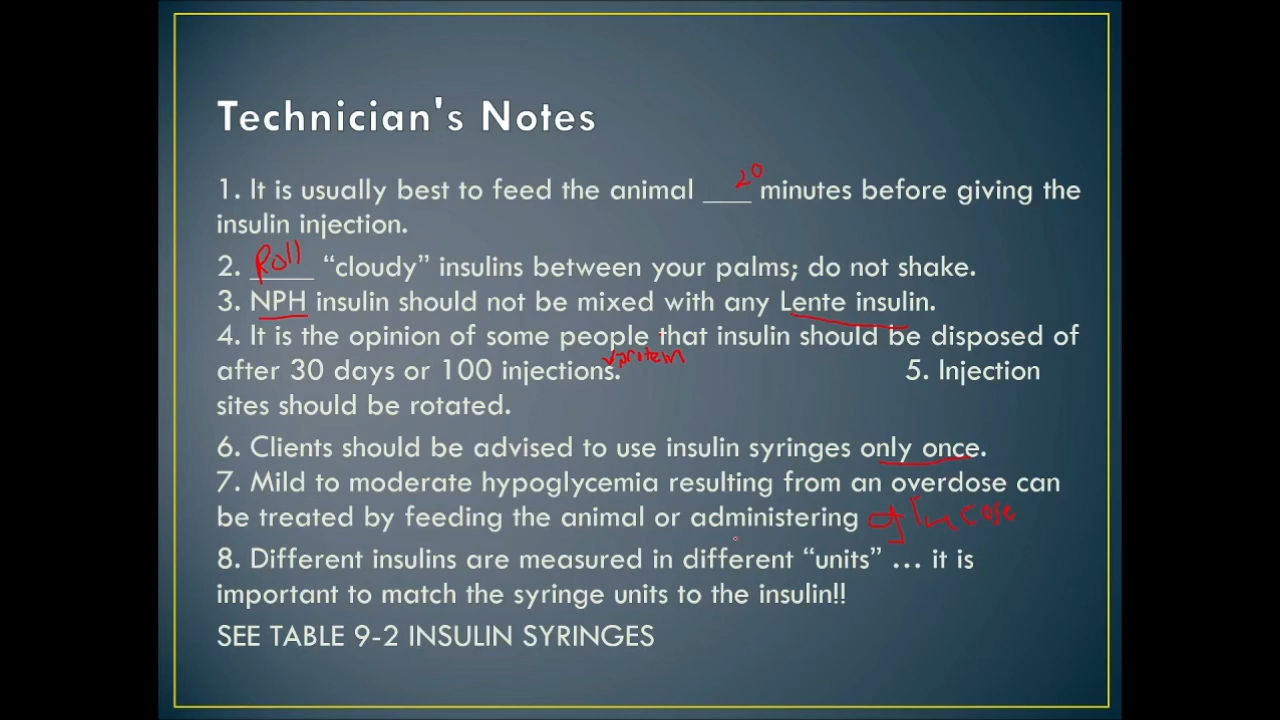 Technician's Notes
1. It is usually best to feed the animal ___ 20 minutes before giving the
insulin injection.
2. ____ Roll "cloudy" insulins between your palms; do not shake.
3. NPH insulin should not be mixed with any Lente insulin.
4. It is the opinion of some people that insulin should be disposed of
protein
after 30 days or 100 injections. 5. Injection
sites should be rotated.
6. Clients should be advised to use insulin syringes only once.
7. Mild to moderate hypoglycemia resulting from an overdose can
be treated by feeding the animal or administering glucose
8. Different insulins are measured in different "units" ... it is
important to match the syringe units to the insulin!!
SEE TABLE 9-2 INSULIN SYRINGES